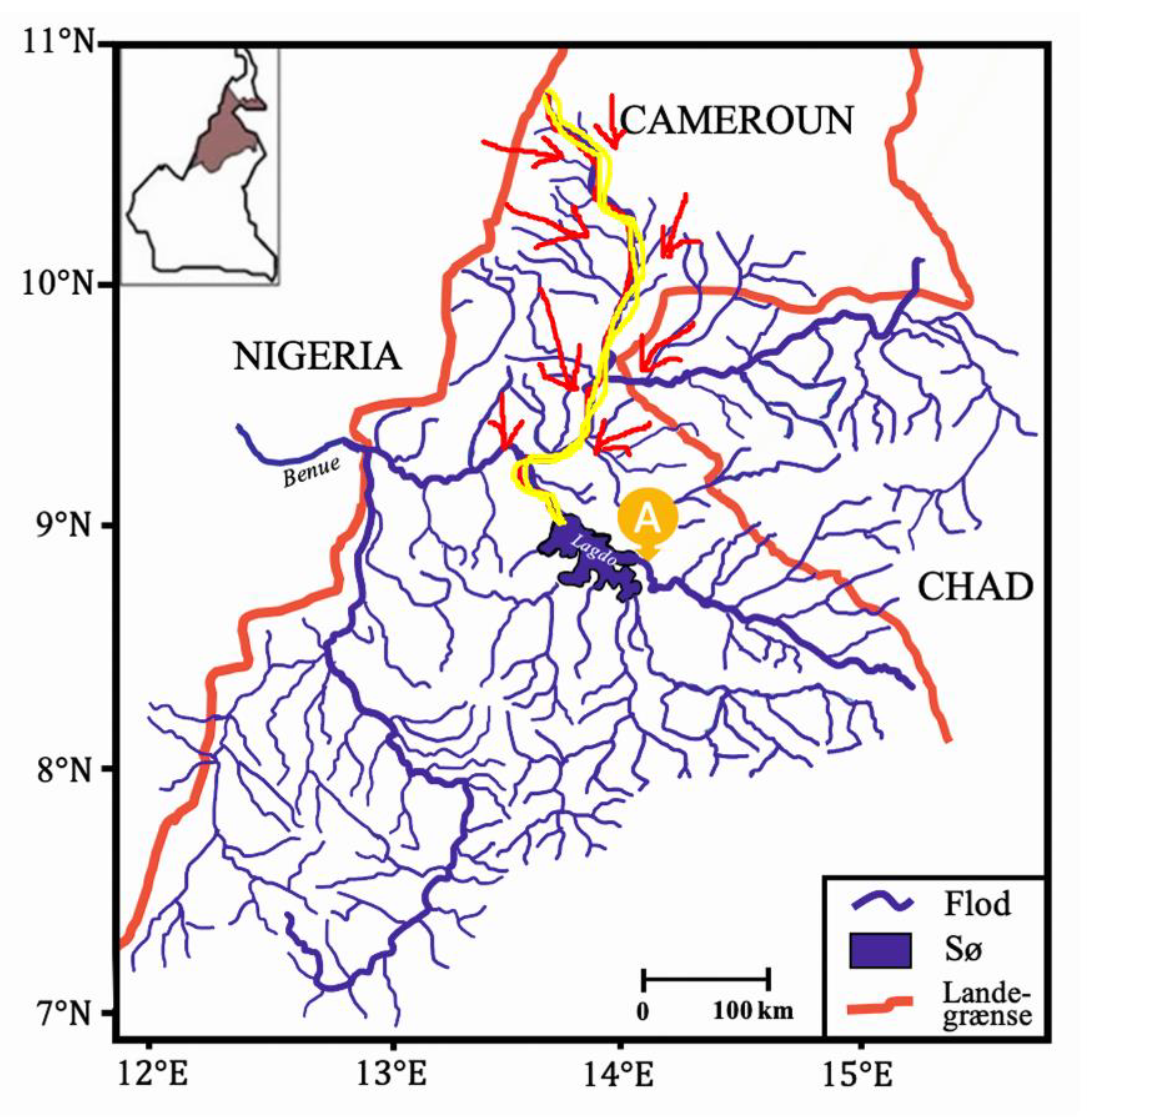 11°N
CAMEROUN
10°N
NIGERIA
Benue
9°N
A
Lagdo
CHAD
8°N
Flod
Sø
Lande-
grænse
7°N
0 100 km
12°E 13°E 14°E 15°E